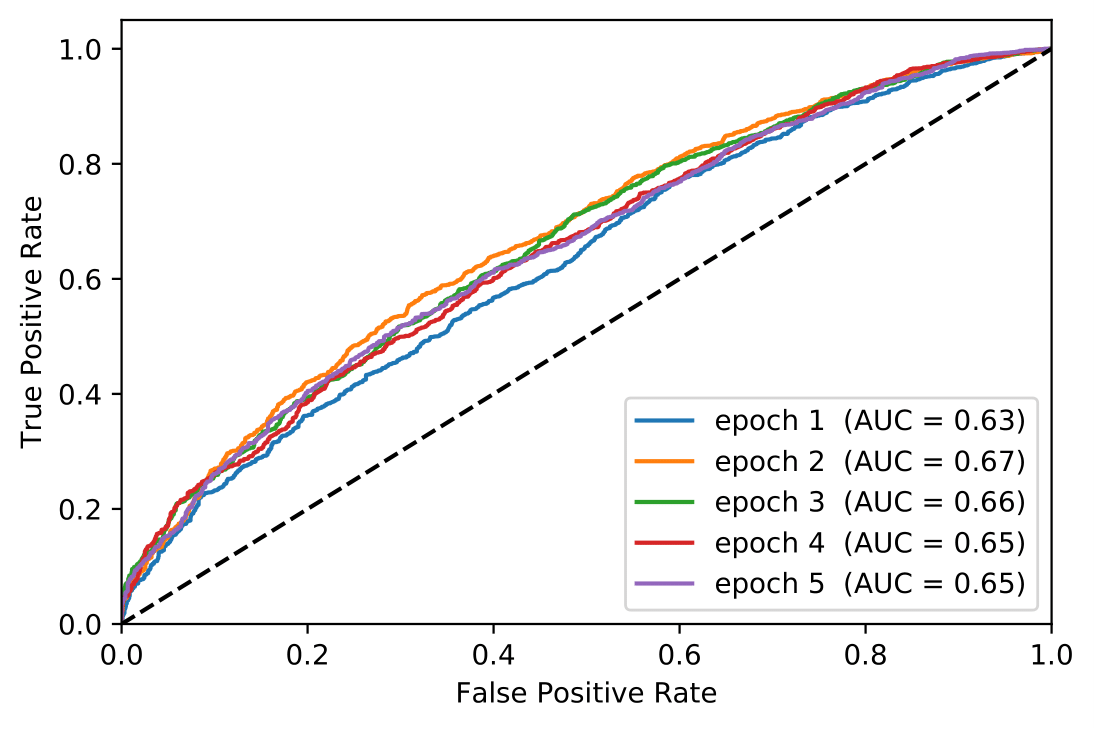 1.0
0.8
0.6
0.4
0.2
0.0
True Positive Rate
epoch 1 (AUC = 0.63)
epoch 2 (AUC = 0.67)
epoch 3 (AUC = 0.66)
epoch 4 (AUC = 0.65)
epoch 5 (AUC = 0.65)
0.0 0.2 0.4 0.6 0.8 1.0
False Positive Rate